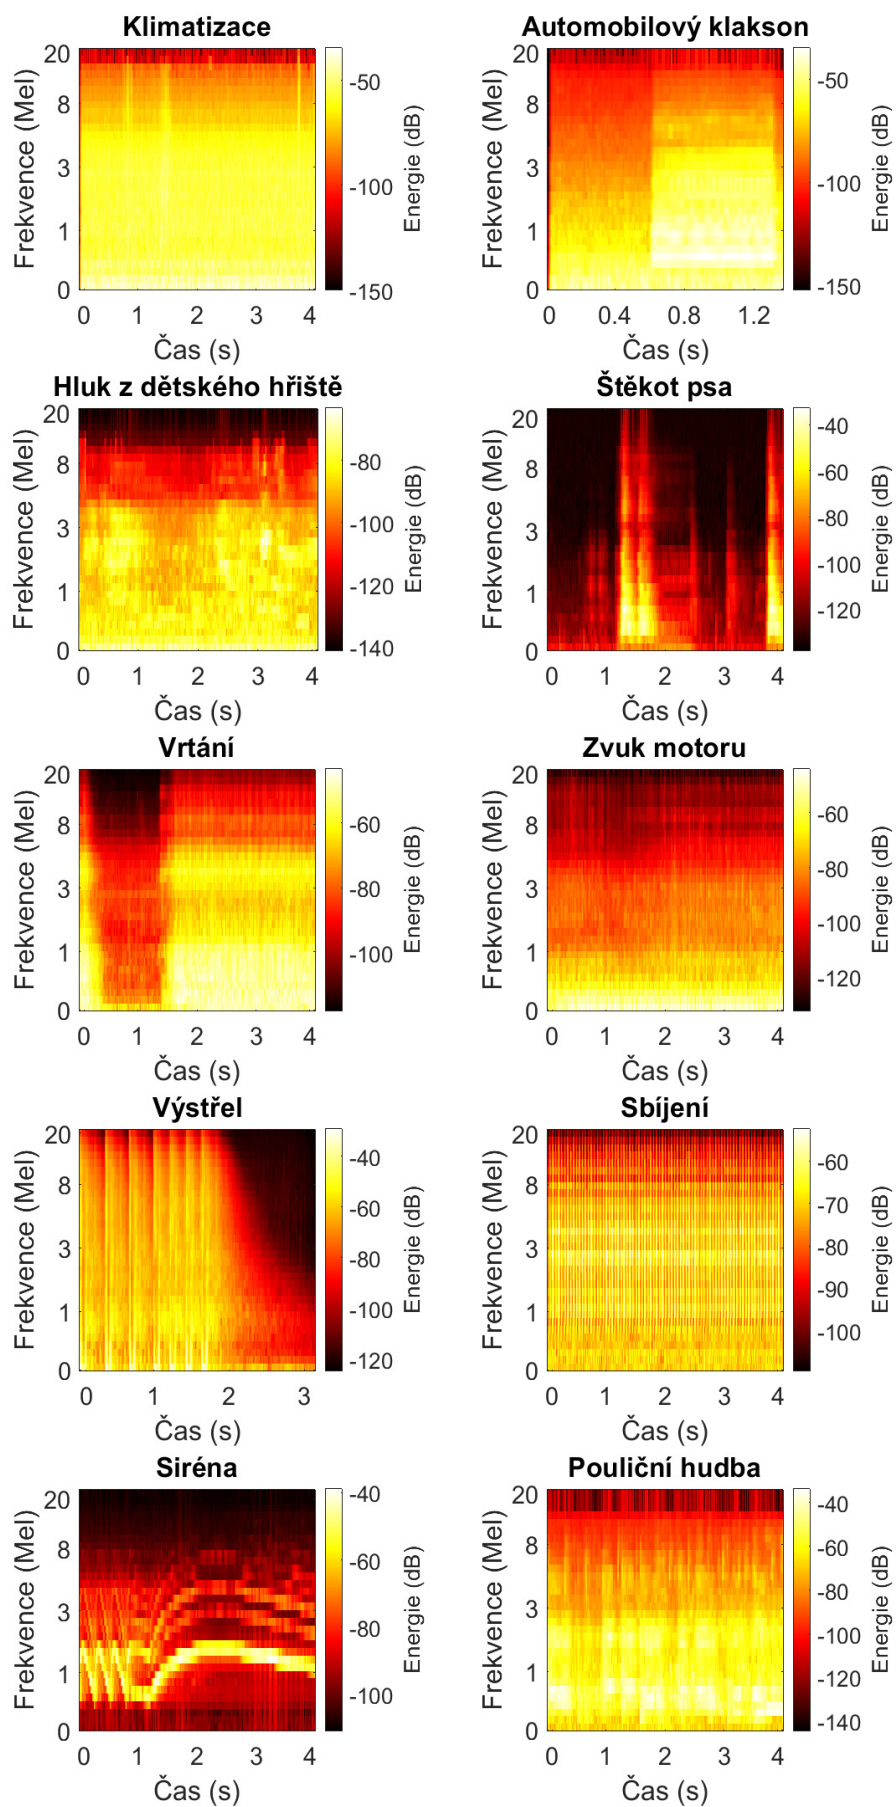 Klimatizace
Frekvence (Mel)
20
8
3
1
0
0 1 2 3 4
Čas (s)
-50
-100
-150
Energie (dB)
Automobilový klakson
Frekvence (Mel)
20
8
3
1
0
0 0.4 0.8 1.2
Čas (s)
-50
-100
-150
Energie (dB)
Hluk z dětského hřiště
Frekvence (Mel)
20
8
3
1
0
0 1 2 3 4
Čas (s)
-80
-100
-120
-140
Energie (dB)
Štěkot psa
Frekvence (Mel)
20
8
3
1
0
0 1 2 3 4
Čas (s)
-40
-60
-80
-100
-120
Energie (dB)
Vrtání
Frekvence (Mel)
20
8
3
1
0
0 1 2 3 4
Čas (s)
-60
-80
-100
Energie (dB)
Zvuk motoru
Frekvence (Mel)
20
8
3
1
0
0 1 2 3 4
Čas (s)
-60
-80
-100
-120
Energie (dB)
Výstřel
Frekvence (Mel)
20
8
3
1
0
0 1 2 3
Čas (s)
-40
-60
-80
-100
-120
Energie (dB)
Sbíjení
Frekvence (Mel)
20
8
3
1
0
0 1 2 3 4
Čas (s)
-60
-70
-80
-90
-100
Energie (dB)
Siréna
Frekvence (Mel)
20
8
3
1
0
0 1 2 3 4
Čas (s)
-40
-60
-80
-100
Energie (dB)
Pouliční hudba
Frekvence (Mel)
20
8
3
1
0
0 1 2 3 4
Čas (s)
-40
-60
-80
-100
-120
-140
Energie (dB)